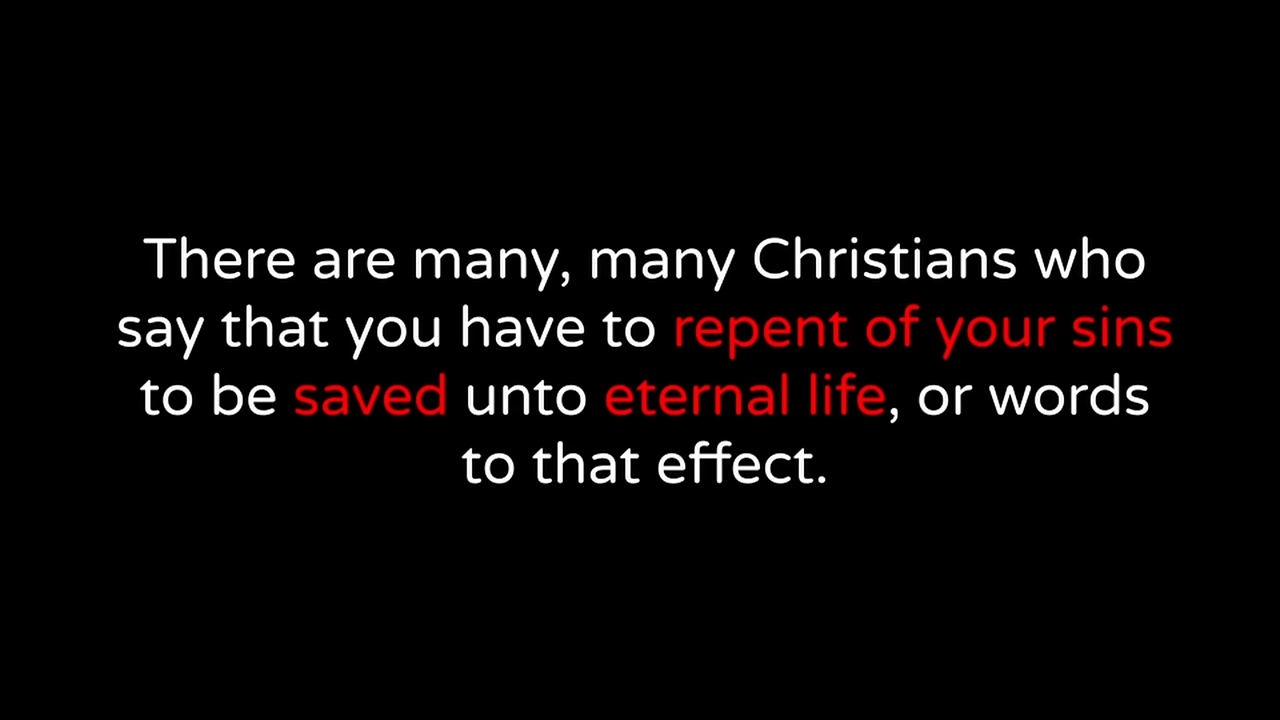 There are many, many Christians who
say that you have to repent of your sins
to be saved unto eternal life, or words
to that effect.